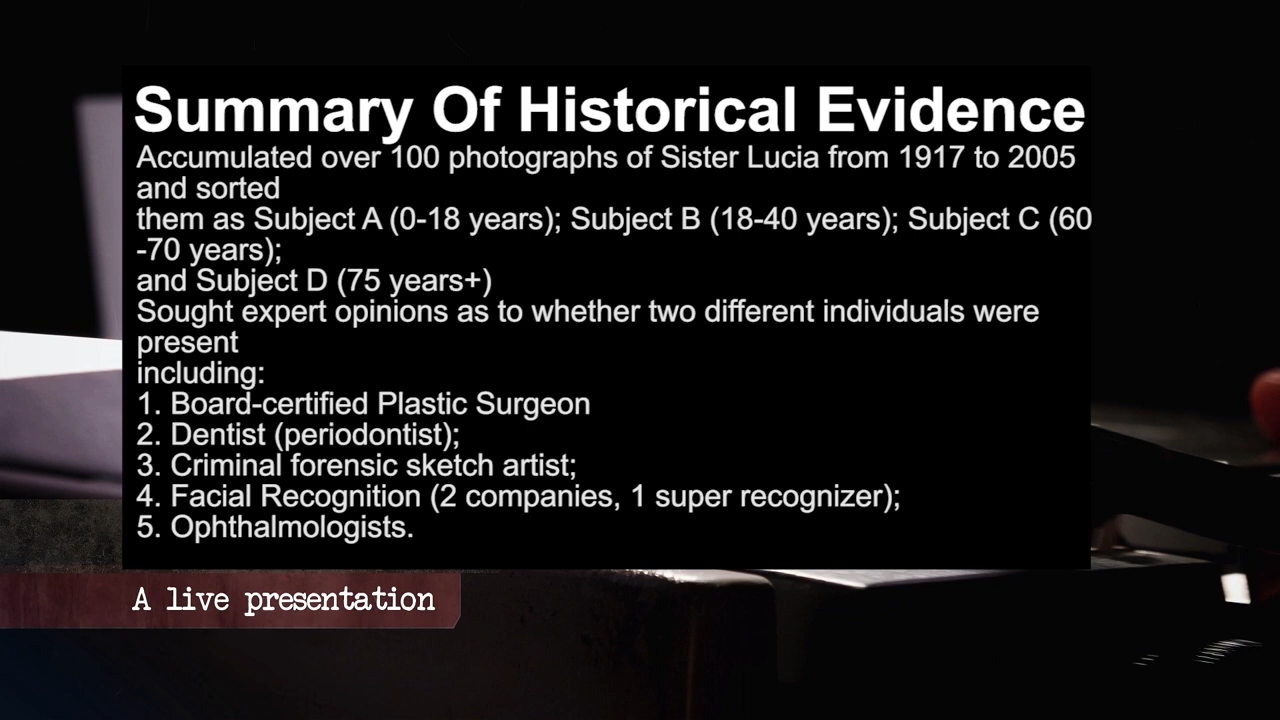 Summary Of Historical Evidence
Accumulated over 100 photographs of Sister Lucia from 1917 to 2005
and sorted
them as Subject A (0-18 years); Subject B (18-40 years); Subject C (60
-70 years);
and Subject D (75 years+)
Sought expert opinions as to whether two different individuals were
present
including:
1. Board-certified Plastic Surgeon
2. Dentist (periodontist);
3. Criminal forensic sketch artist;
4. Facial Recognition (2 companies, 1 super recognizer);
5. Ophthalmologists.
A live presentation